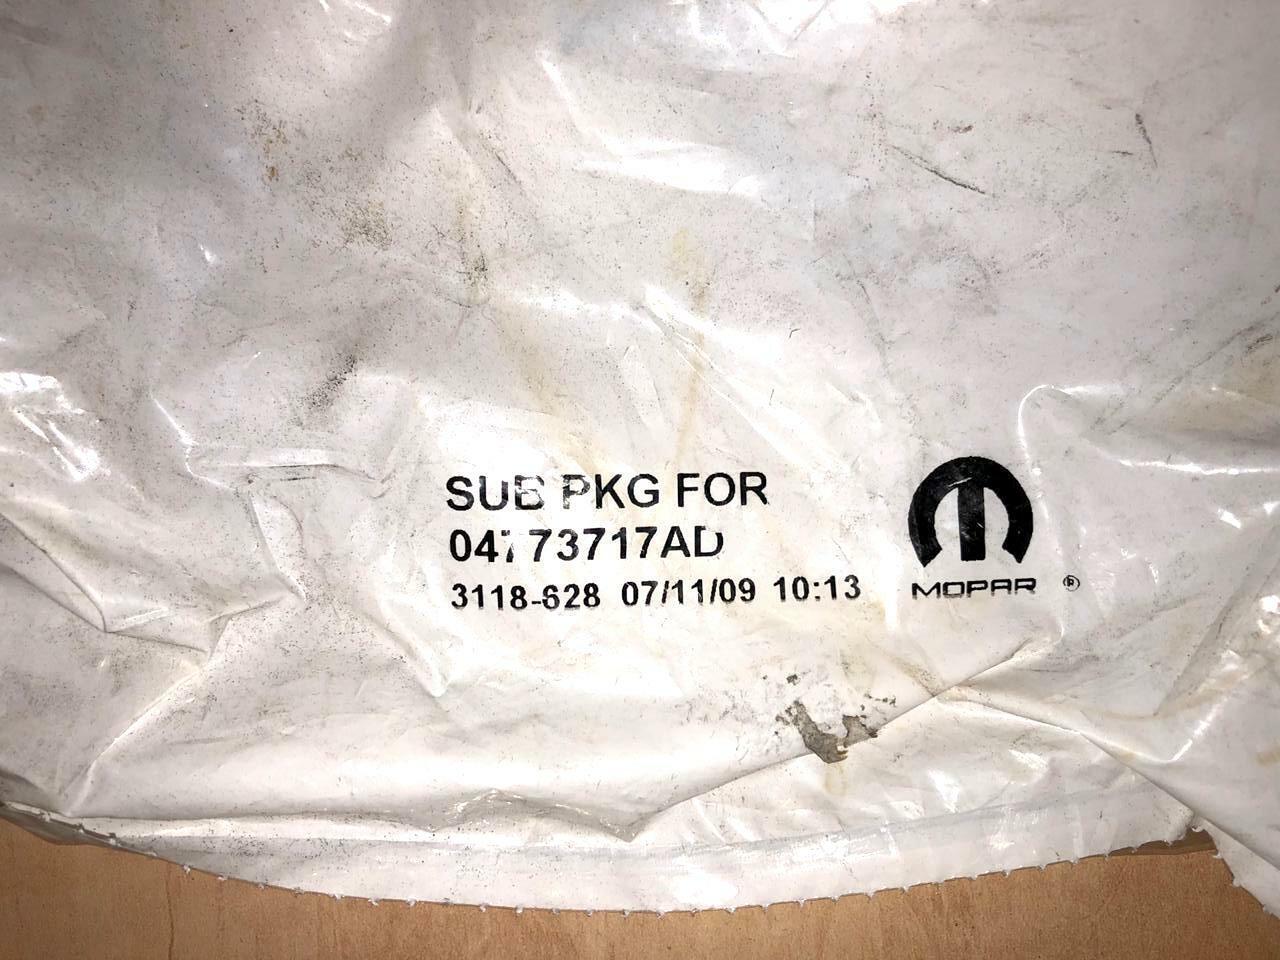 SUB PKG FOR
04773717AD
3118-628 07/11/09 10:13
MOPAR ®